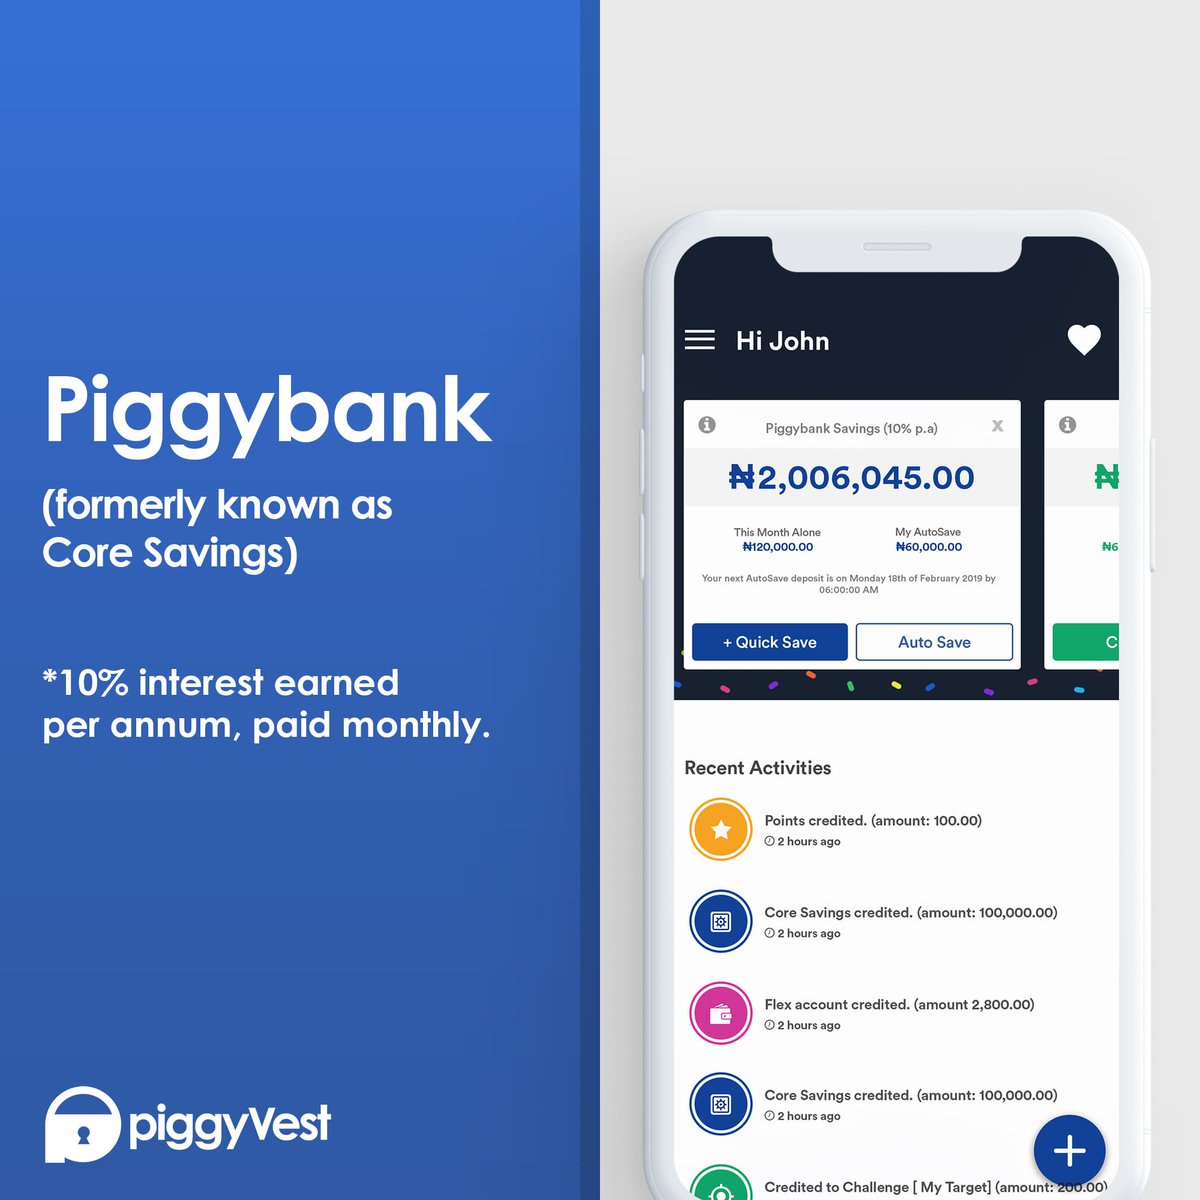 Piggybank
(formerly known as
Core Savings)
*10% interest earned
per annum, paid monthly.
piggyVest
Hi John
Piggybank Savings (10% p.a)
X
₦2,006,045.00
This Month Alone
₦120,000.00
My AutoSave
₦60,000.00
Your next AutoSave deposit is on Monday 18th of February 2019 by
06:00:00 AM
+ Quick Save
Auto Save
₦
₦6
C
Recent Activities
Points credited. (amount: 100.00)
2 hours ago
Core Savings credited. (amount: 100,000.00)
2 hours ago
Flex account credited. (amount 2,800.00)
2 hours ago
Core Savings credited. (amount: 100,000.00)
2 hours ago
Credited to Challenge [ My Target] (amount: 200.00)